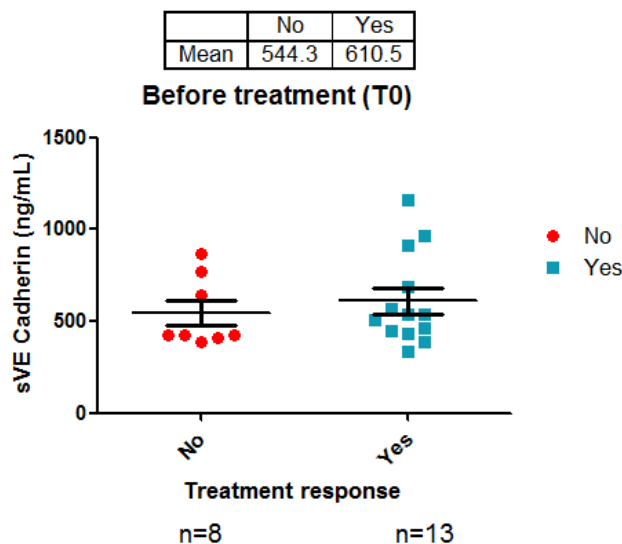 No Yes
Mean 544.3 610.5
Before treatment (T0)
sVE Cadherin (ng/mL)
1500
1000
500
0
No
Yes
No
Yes
Treatment response
n=8 n=13